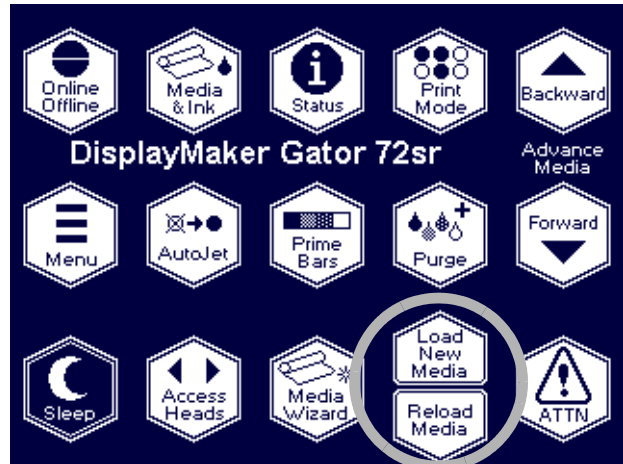 Online
Offline
Media
& Ink
i
Status
Print
Mode
Backward
DisplayMaker Gator 72sr
Advance
Media
Menu
AutoJet
Prime
Bars
Purge
Forward
Sleep
Access
Heads
Media
Wizard
Load
New
Media
Reload
Media
!
ATTN